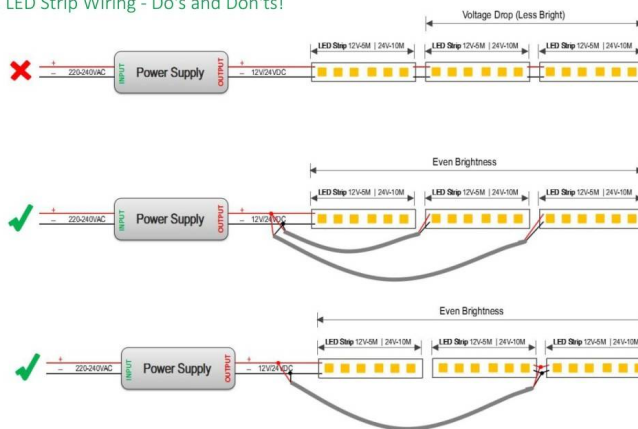 LED Strip Wiring - Do's and Don'ts!
Voltage Drop (Less Bright)
LED Strip 12V-5M | 24V-10M
LED Strip 12V-5M | 24V-10M
LED Strip 12V-5M | 24V-10M
+
– 220-240VAC
INPUT
Power Supply
OUTPUT
+
– 12V/24VDC
Even Brightness
LED Strip 12V-5M | 24V-10M
LED Strip 12V-5M | 24V-10M
LED Strip 12V-5M | 24V-10M
+
– 220-240VAC
INPUT
Power Supply
OUTPUT
+
– 12V/24VDC
Even Brightness
LED Strip 12V-5M | 24V-10M
LED Strip 12V-5M | 24V-10M
LED Strip 12V-5M | 24V-10M
+
– 220-240VAC
INPUT
Power Supply
OUTPUT
+
– 12V/24VDC